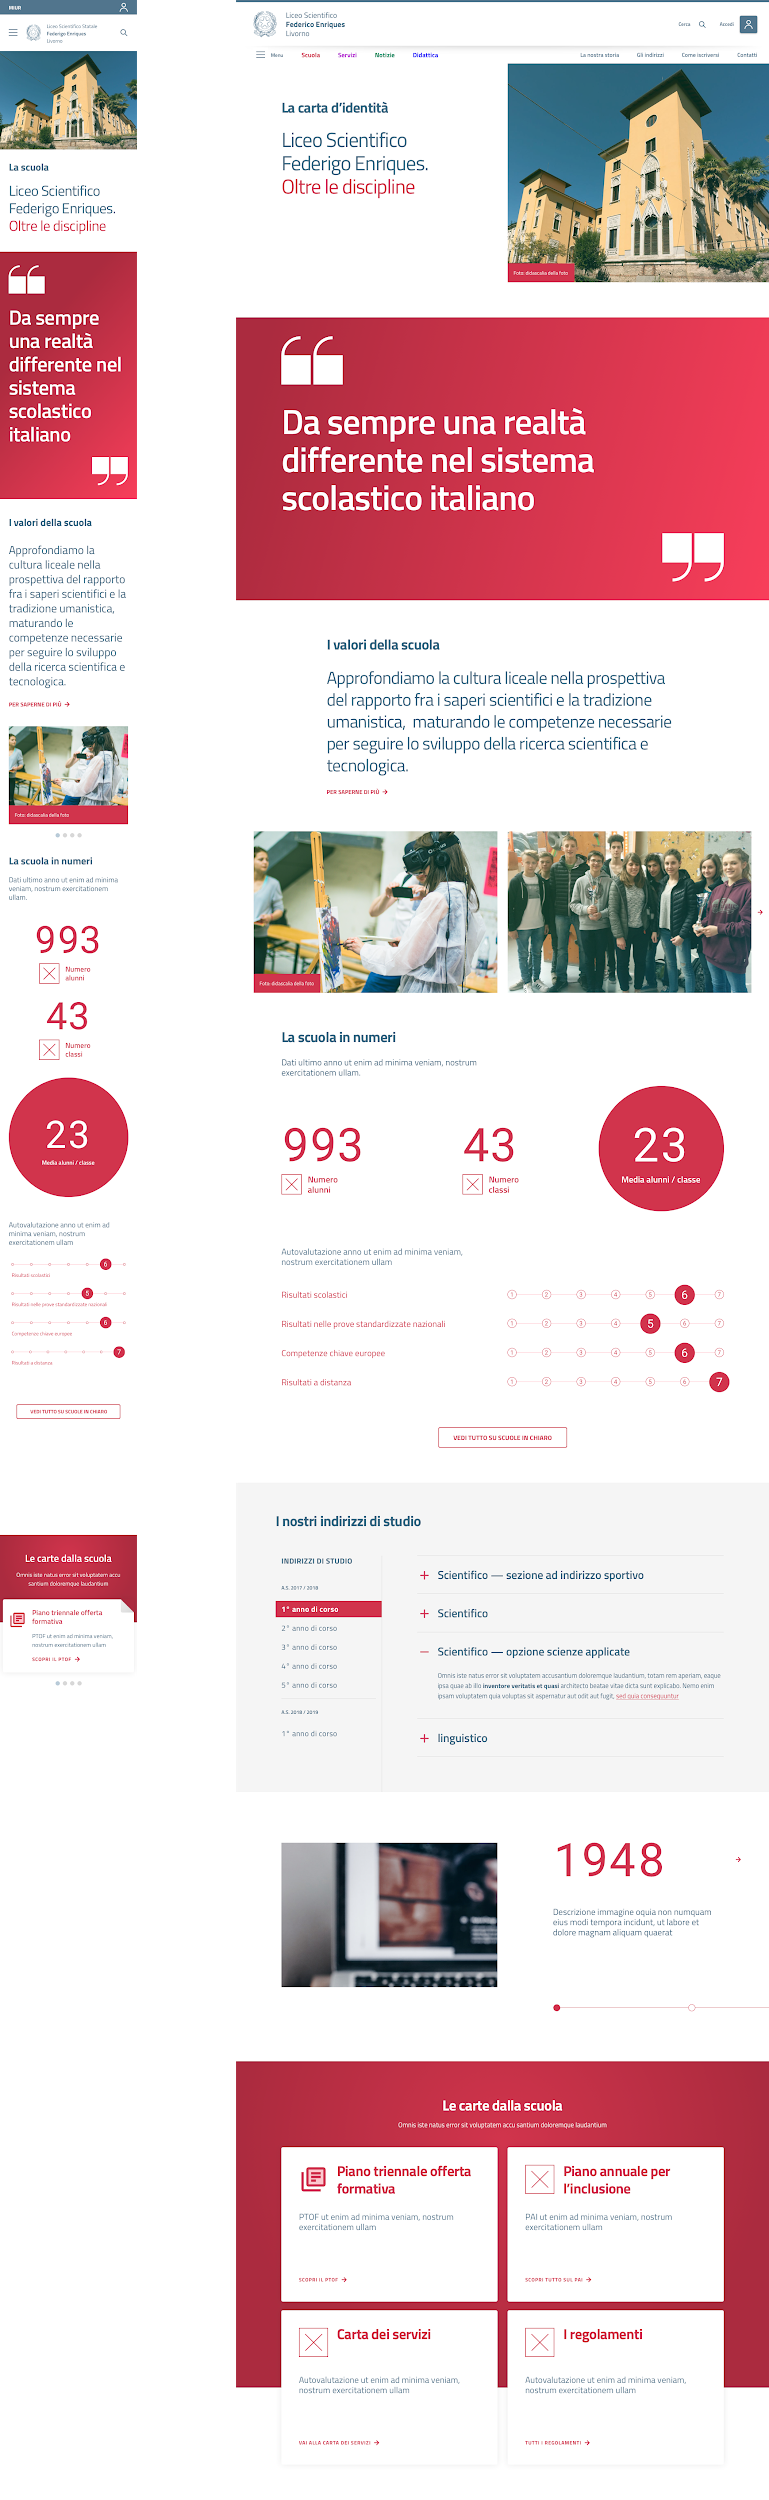 MIUR
Liceo Scientifico Statale
Federigo Enriques
Livorno
La scuola
Liceo Scientifico
Federigo Enriques.
Oltre le discipline
Da sempre
una realtà
differente nel
sistema
scolastico
italiano
I valori della scuola
Approfondiamo la
cultura liceale nella
prospettiva del rapporto
fra i saperi scientifici e la
tradizione umanistica,
maturando le
competenze necessarie
per seguire lo sviluppo
della ricerca scientifica e
tecnologica.
PER SAPERNE DI PIÙ
Foto: didascalia della foto
La scuola in numeri
Dati ultimo anno ut enim ad minima
veniam, nostrum exercitationem
ullam.
993
Numero
alunni
43
Numero
classi
23
Media alunni / classe
Autovalutazione anno ut enim ad
minima veniam, nostrum
exercitationem ullam
6
Risultati scolastici
5
Risultati nelle prove standardizzate nazionali
6
Competenze chiave europee
7
Risultati a distanza
VEDI TUTTO SU SCUOLE IN CHIARO
Le carte dalla scuola
Omnis iste natus error sit voluptatem accu
santium doloremque laudantium
Piano triennale offerta
formativa
PTOF ut enim ad minima veniam,
nostrum exercitationem ullam
SCOPRI IL PTOF
Liceo Scientifico
Federico Enriques
Livorno
Cerca
Accedi
Menu
Scuola
Servizi
Notizie
Didattica
La nostra storia
Gli indirizzi
Come iscriversi
Contatti
La carta d'identità
Liceo Scientifico
Federigo Enriques.
Oltre le discipline
Foto: didascalia della foto
Da sempre una realtà
differente nel sistema
scolastico italiano
I valori della scuola
Approfondiamo la cultura liceale nella prospettiva
del rapporto fra i saperi scientifici e la tradizione
umanistica, maturando le competenze necessarie
per seguire lo sviluppo della ricerca scientifica e
tecnologica.
PER SAPERNE DI PIÙ
Foto: didascalia della foto
La scuola in numeri
Dati ultimo anno ut enim ad minima veniam, nostrum
exercitationem ullam.
993
Numero
alunni
43
Numero
classi
23
Media alunni / classe
Autovalutazione anno ut enim ad minima veniam,
nostrum exercitationem ullam
Risultati scolastici 1 2 3 4 5 6 7
Risultati nelle prove standardizzate nazionali 1 2 3 4 5 6 7
Competenze chiave europee 1 2 3 4 5 6 7
Risultati a distanza 1 2 3 4 5 6 7
VEDI TUTTO SU SCUOLE IN CHIARO
I nostri indirizzi di studio
INDIRIZZI DI STUDIO
A.S. 2017 / 2018
1° anno di corso
2° anno di corso
3° anno di corso
4° anno di corso
5° anno di corso
A.S. 2018 / 2019
1° anno di corso
Scientifico — sezione ad indirizzo sportivo
Scientifico
Scientifico — opzione scienze applicate
Omnis iste natus error sit voluptatem accusantium doloremque laudantium, totam rem aperiam, eaque
ipsa quae ab illo inventore veritatis et quasi architecto beatae vitae dicta sunt explicabo. Nemo enim
ipsam voluptatem quia voluptas sit aspernatur aut odit aut fugit, sed quia consequuntur
linguistico
1948
Descrizione immagine oquia non numquam
eius modi tempora incidunt, ut labore et
dolore magnam aliquam quaerat
Le carte dalla scuola
Omnis iste natus error sit voluptatem accu santium doloremque laudantium
Piano triennale offerta
formativa
PTOF ut enim ad minima veniam, nostrum
exercitationem ullam
SCOPRI IL PTOF
Piano annuale per
l'inclusione
PAI ut enim ad minima veniam, nostrum
exercitationem ullam
SCOPRI TUTTO SUL PAI
Carta dei servizi
Autovalutazione ut enim ad minima veniam,
nostrum exercitationem ullam
VAI ALLA CARTA DEI SERVIZI
I regolamenti
Autovalutazione ut enim ad minima veniam,
nostrum exercitationem ullam
TUTTI I REGOLAMENTI